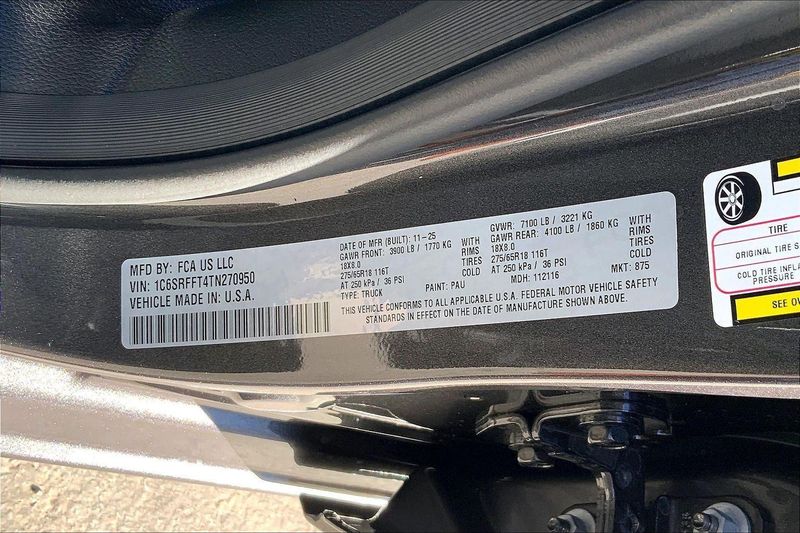 MFD BY: FCA US LLC
VIN: 1C6SRFFT4TN270950
VEHICLE MADE IN U.S.A.
DATE OF MFR (BUILT): 11-25
GAWR FRONT: 3900 LB / 1770 KG WITH
18X8.0 RIMS
275/65R18 116T TIRES
AT 250 kPa / 36 PSI COLD
TYPE: TRUCK
PAINT: PAU
GVWR: 7100 LB / 3221 KG
GAWR REAR: 4100 LB / 1860 KG WITH
18X8.0 RIMS
275/65R18 116T TIRES
AT 250 kPa / 36 PSI COLD
MDH: 112116
MKT: 875
THIS VEHICLE CONFORMS TO ALL APPLICABLE U.S.A. FEDERAL MOTOR VEHICLE SAFETY
STANDARDS IN EFFECT ON THE DATE OF MANUFACTURE SHOWN ABOVE.
TIRE
ORIGINAL TIRE S
COLD TIRE INFLA
PRESSURE
SEE OW